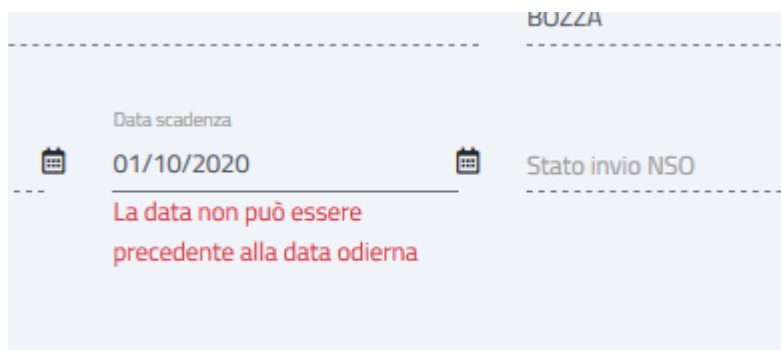 BOZZA
Data scadenza
01/10/2020
Stato invio NSO
La data non può essere
precedente alla data odierna